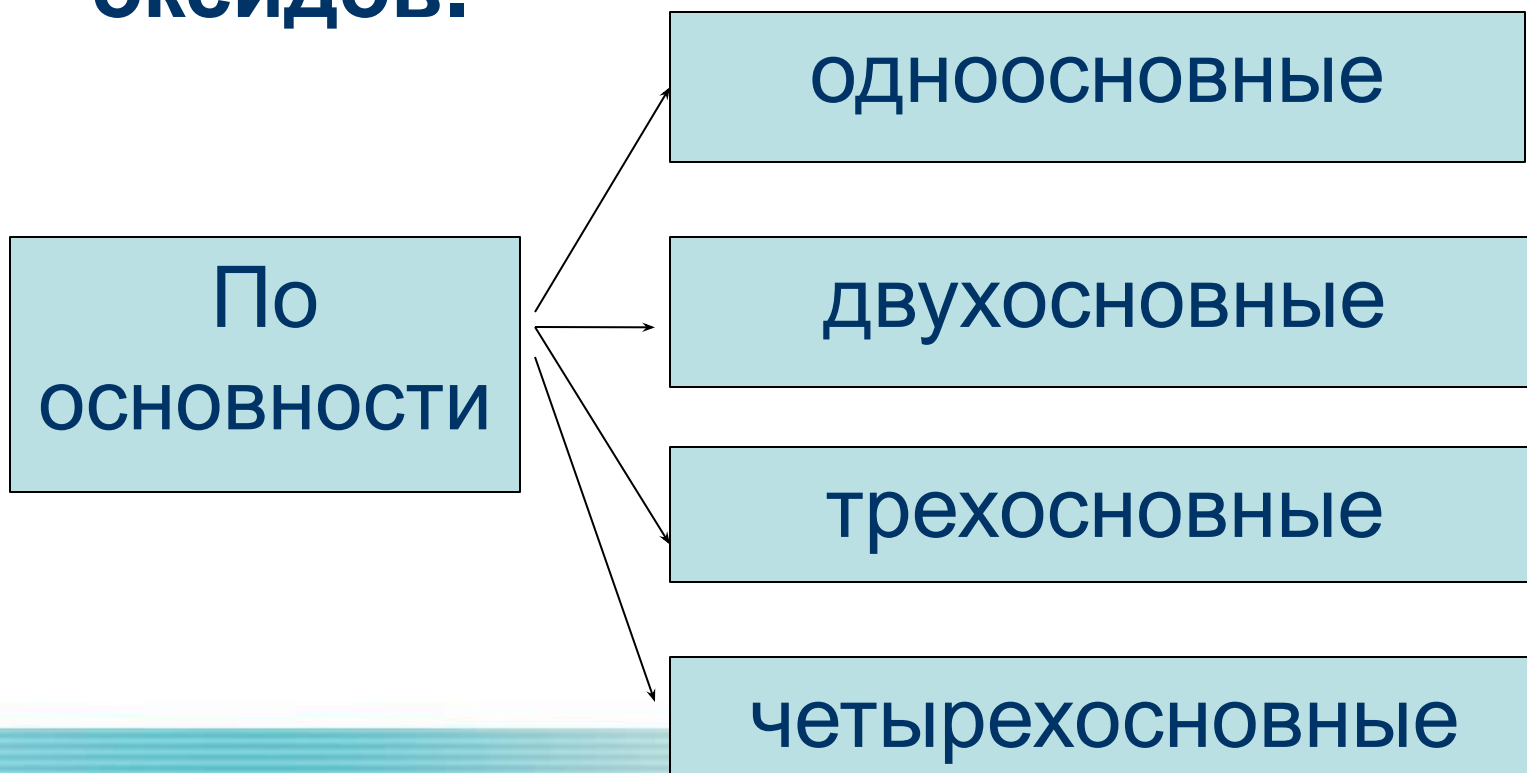 оксидов:
одноосновные
По
основности
двухосновные
трехосновные
четырехосновные